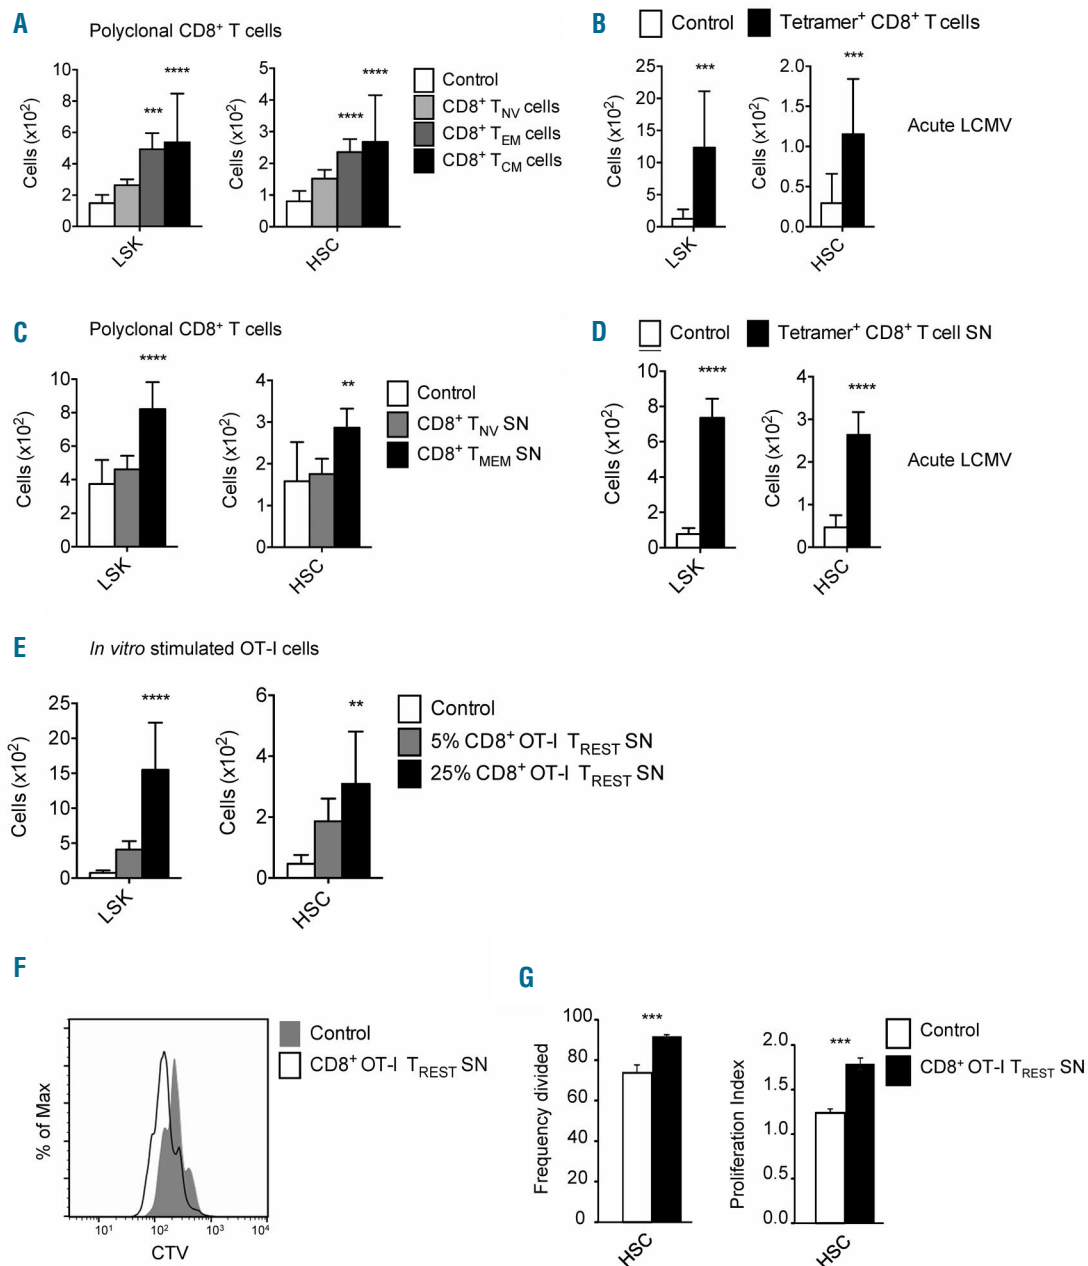 A
Polyclonal CD8+ T cells
Cells (x10²)
10
8
6
4
2
0
***
****
LSK
Cells (x10²)
5
4
3
2
1
0
****
****
HSC
Control
CD8+ TNV cells
CD8+ TEM cells
CD8+ TCM cells
B
Control
Tetramer+ CD8+ T cells
Cells (x10²)
25
20
15
10
5
0
***
LSK
Cells (x10²)
2.0
1.5
1.0
0.5
0.0
***
HSC
Acute LCMV
C
Polyclonal CD8+ T cells
Cells (x10²)
10
8
6
4
2
0
****
LSK
Cells (x10²)
4
3
2
1
0
**
HSC
Control
CD8+ TNV SN
CD8+ TMEM SN
D
Control
Tetramer+ CD8+ T cell SN
Cells (x10²)
10
8
6
4
2
0
****
LSK
Cells (x10²)
4
3
2
1
0
****
HSC
Acute LCMV
E
In vitro stimulated OT-I cells
Cells (x10²)
25
20
15
10
5
0
****
LSK
Cells (x10²)
6
4
2
0
**
HSC
Control
5% CD8+ OT-I TREST SN
25% CD8+ OT-I TREST SN
F
% of Max
10¹ 10² 10³ 10⁴
CTV
Control
CD8+ OT-I TREST SN
G
Frequency divided
100
80
60
40
20
0
***
HSC
Proliferation Index
2.0
1.5
1.0
0.5
0.0
***
HSC
Control
CD8+ OT-I TREST SN